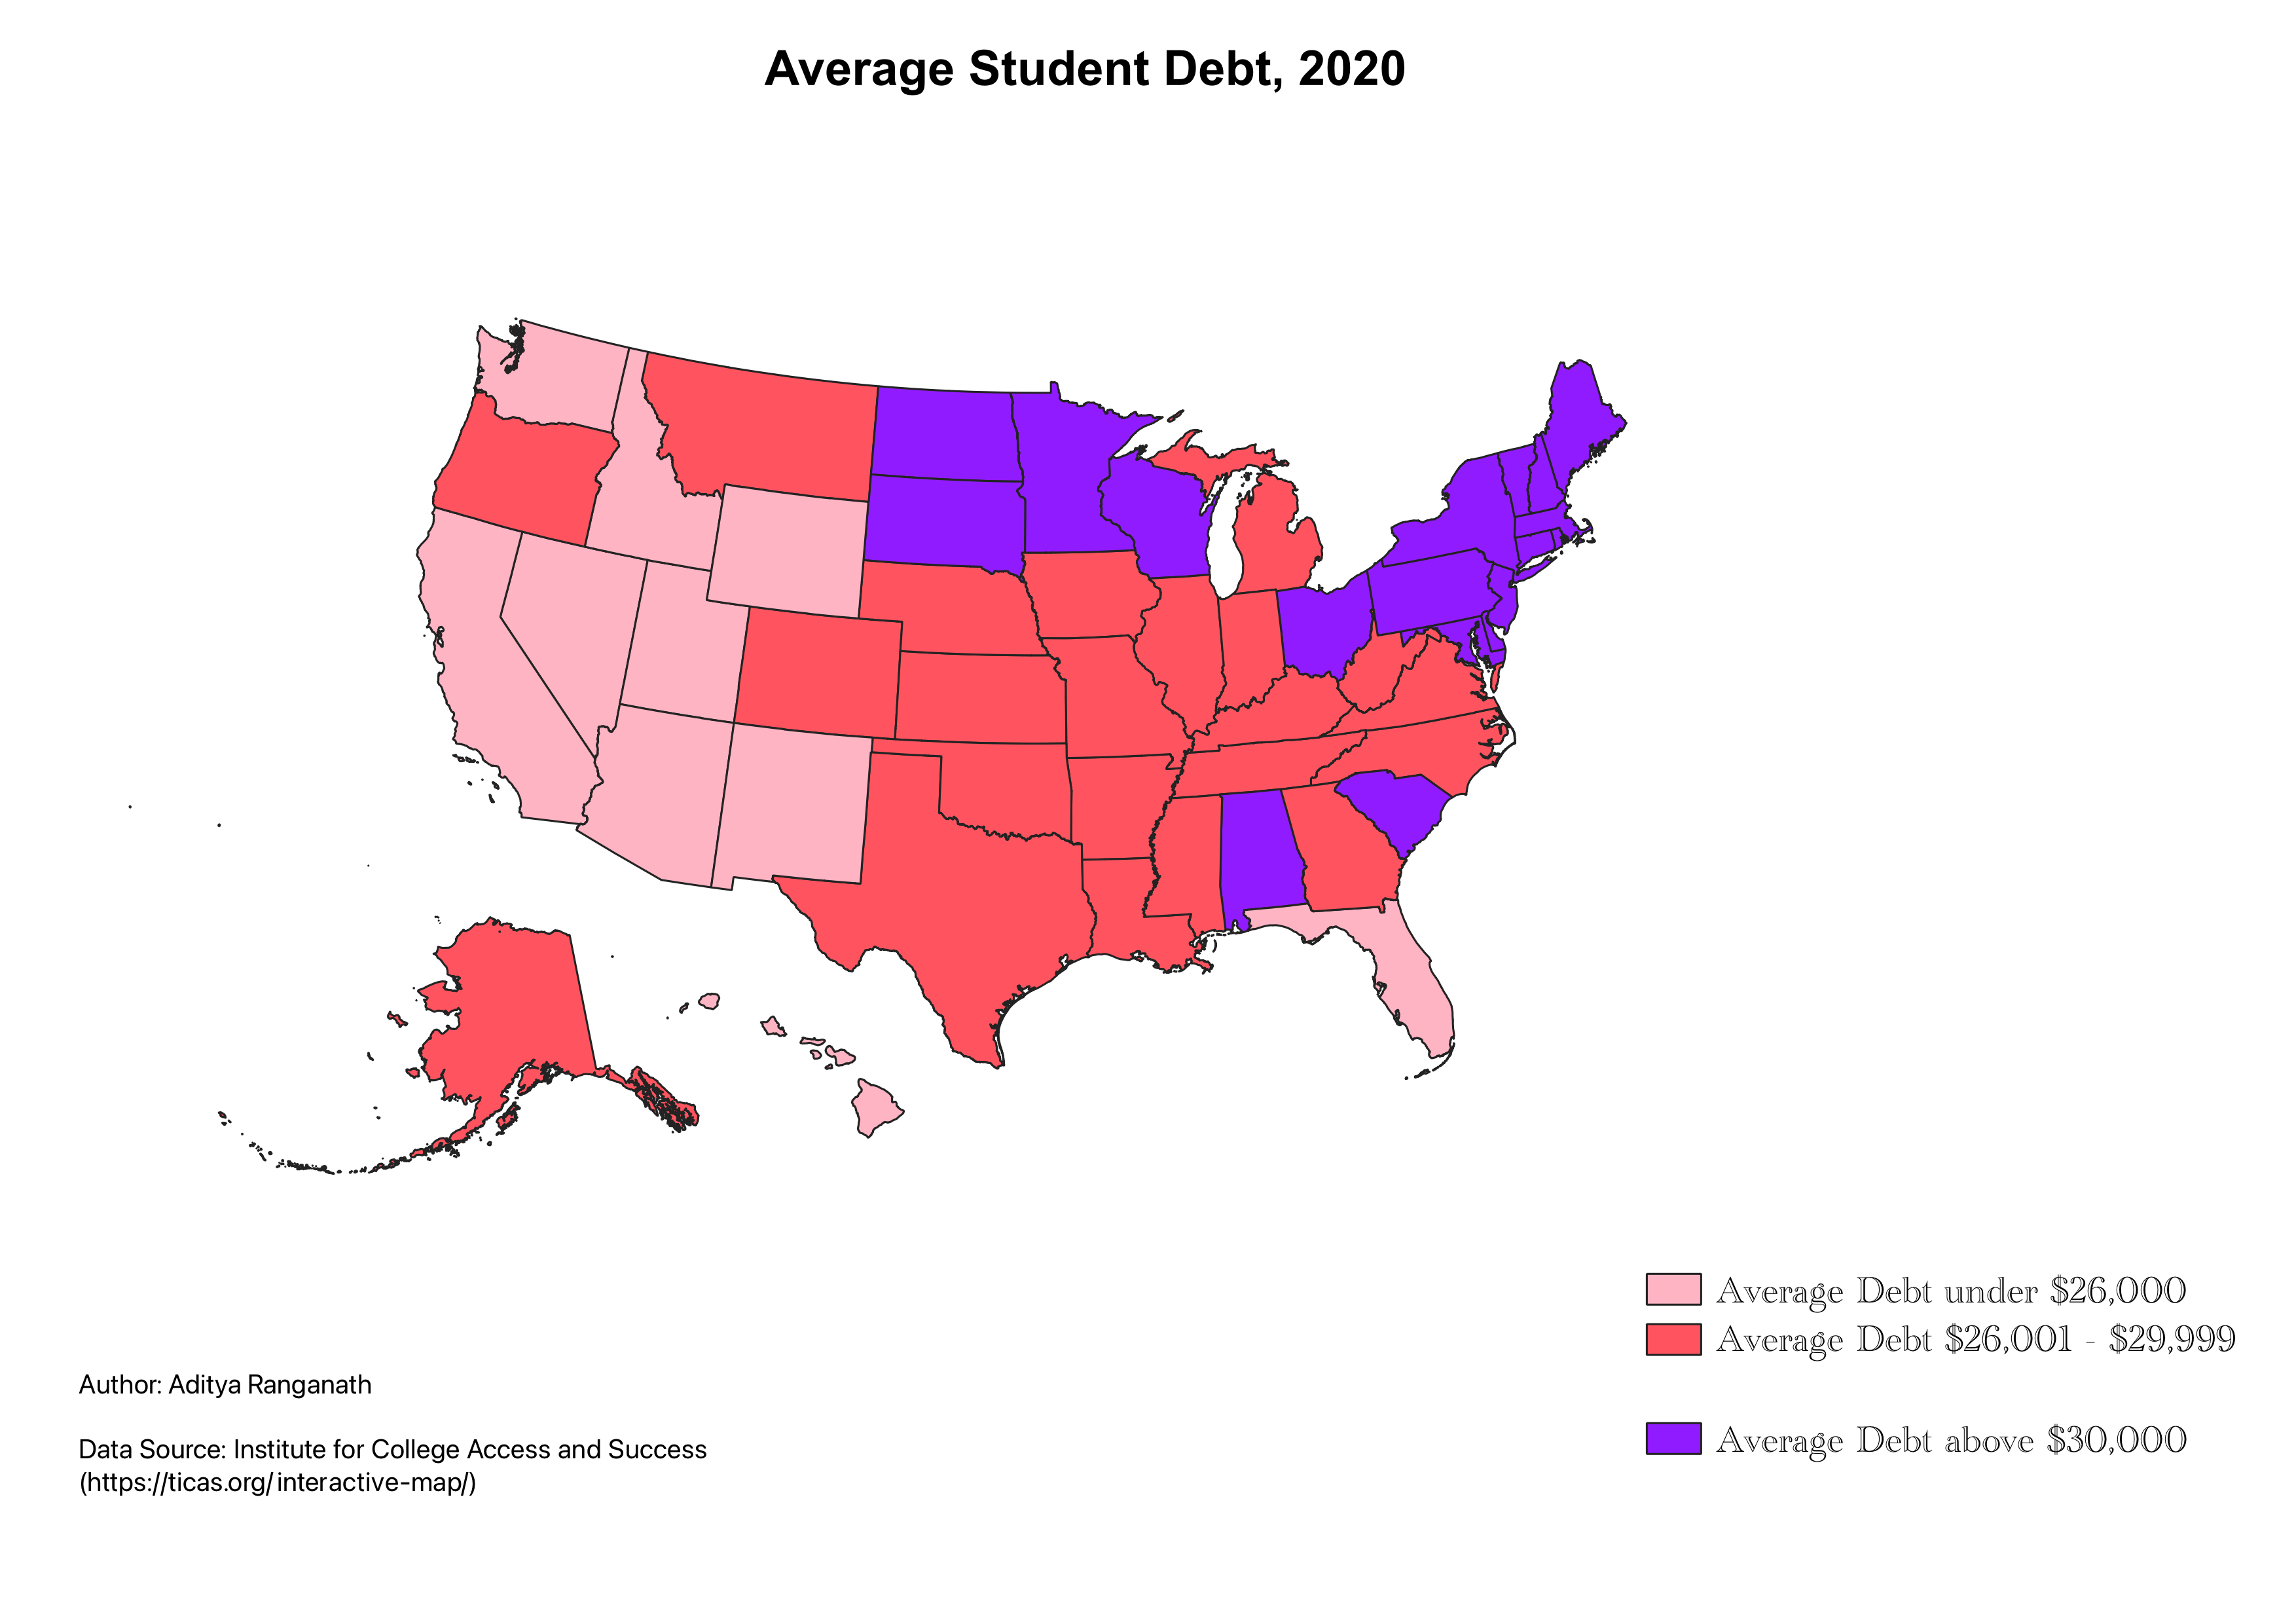 Average Student Debt, 2020
Average Debt under $26,000
Average Debt $26,001 - $29,999
Average Debt above $30,000
Author: Aditya Ranganath
Data Source: Institute for College Access and Success
(https://ticas.org/interactive-map/)